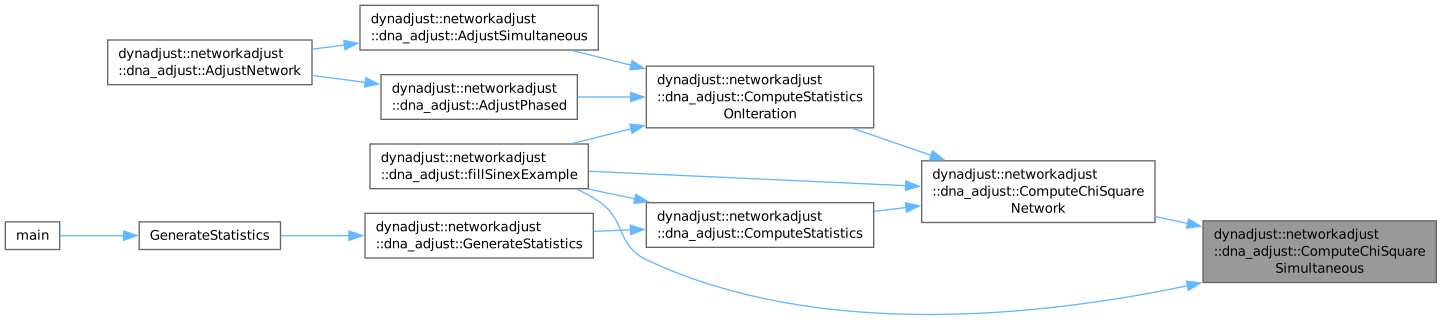 dynadjust::networkadjust
::dna_adjust::AdjustSimultaneous
dynadjust::networkadjust
::dna_adjust::AdjustNetwork
dynadjust::networkadjust
::dna_adjust::ComputeStatistics
OnIteration
dynadjust::networkadjust
::dna_adjust::AdjustPhased
dynadjust::networkadjust
::dna_adjust::fillSinexExample
dynadjust::networkadjust
::dna_adjust::ComputeChiSquare
Network
dynadjust::networkadjust
::dna_adjust::ComputeStatistics
dynadjust::networkadjust
::dna_adjust::GenerateStatistics
main
GenerateStatistics
dynadjust::networkadjust
::dna_adjust::ComputeChiSquare
Simultaneous